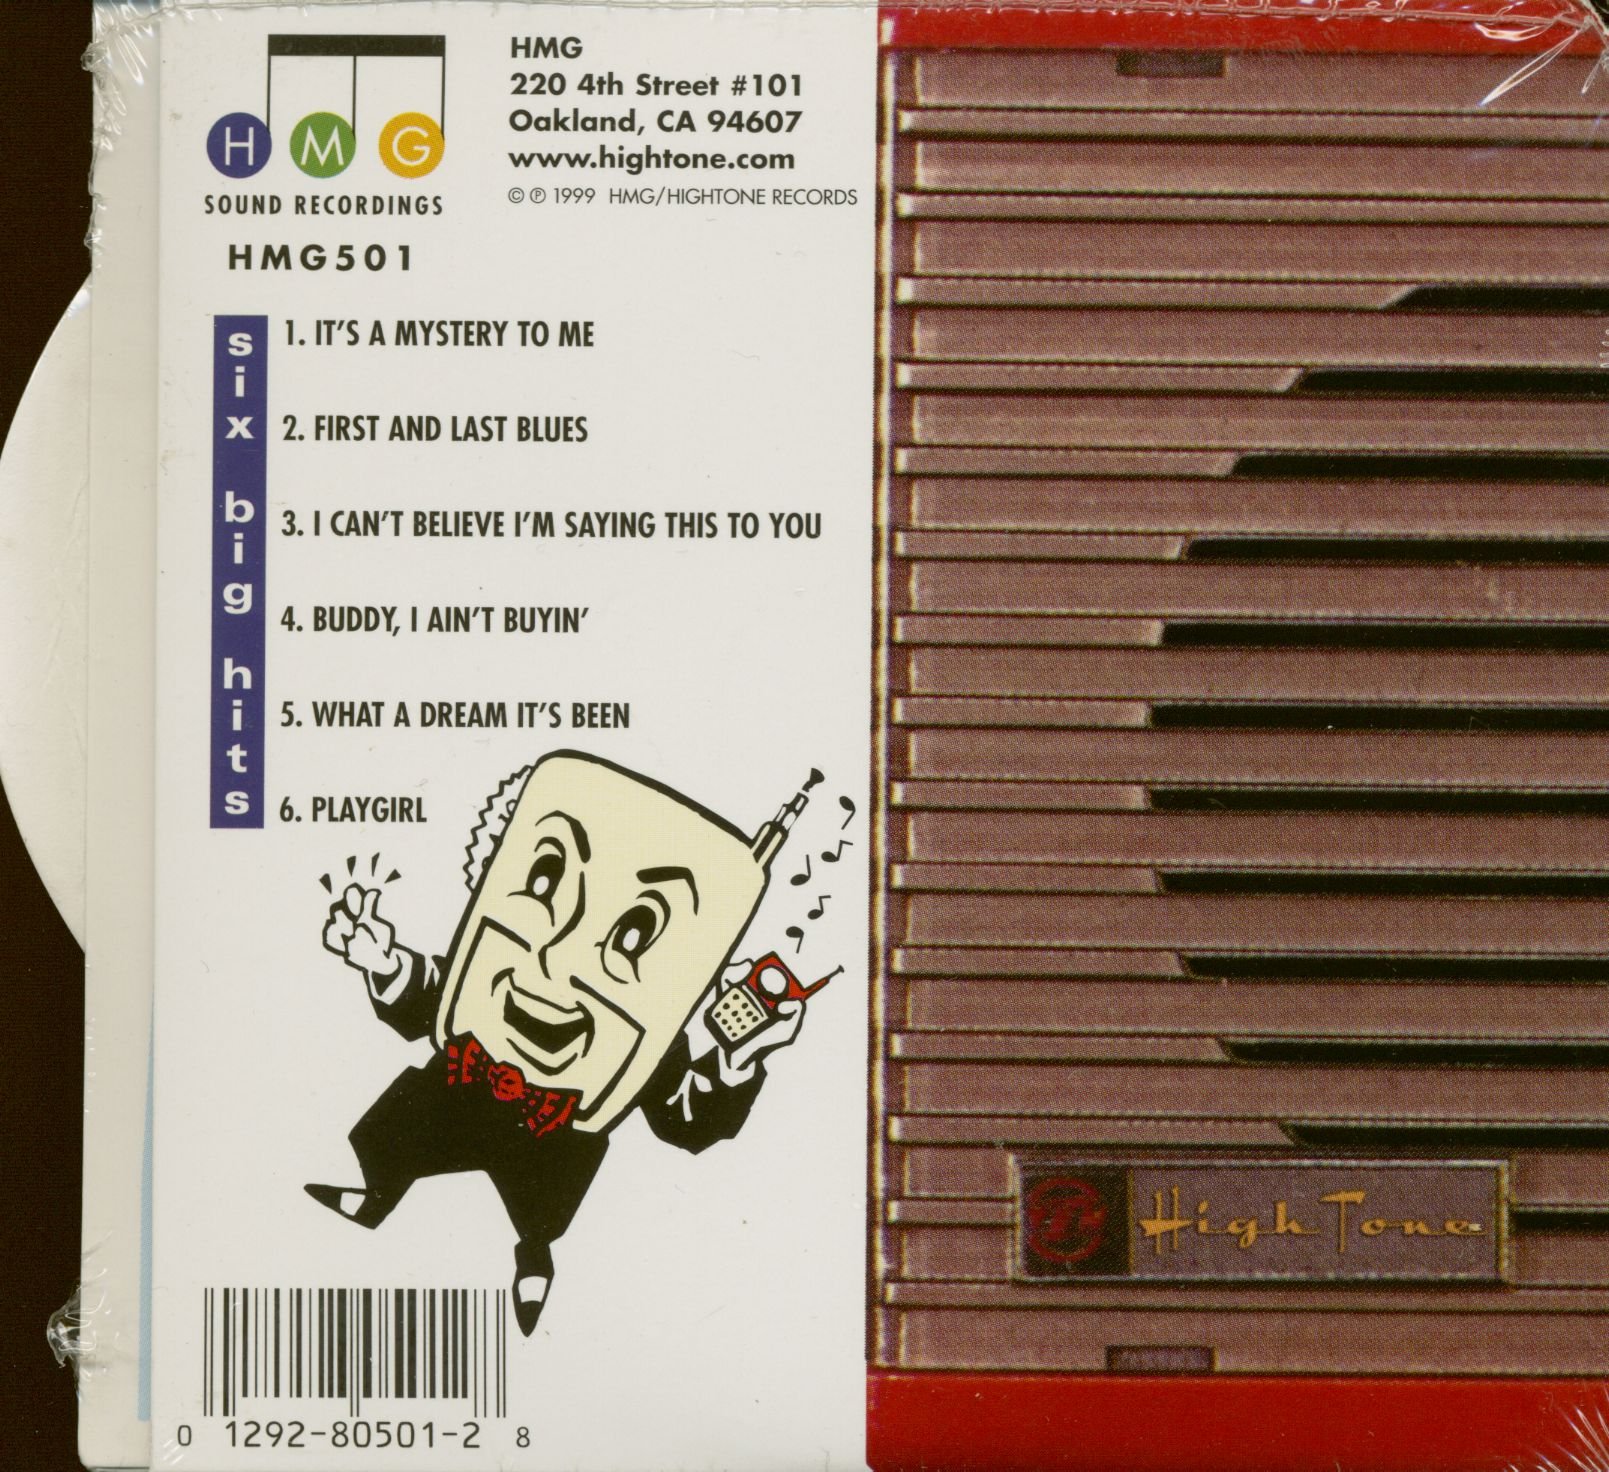 HMG
SOUND RECORDINGS
HMG501
HMG
220 4th Street #101
Oakland, CA 94607
www.hightone.com
© ℗ 1999 HMG/HIGHTONE RECORDS
six big hits
1. IT'S A MYSTERY TO ME
2. FIRST AND LAST BLUES
3. I CAN'T BELIEVE I'M SAYING THIS TO YOU
4. BUDDY, I AIN'T BUYIN'
5. WHAT A DREAM IT'S BEEN
6. PLAYGIRL
High Tone
0 1292-80501-2 8